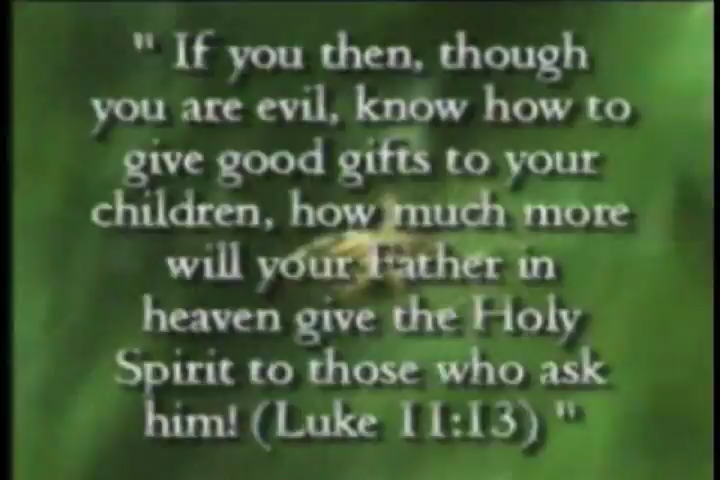 " If you then, though
you are evil, know how to
give good gifts to your
children, how much more
will your Father in
heaven give the Holy
Spirit to those who ask
him! (Luke 11:13) "